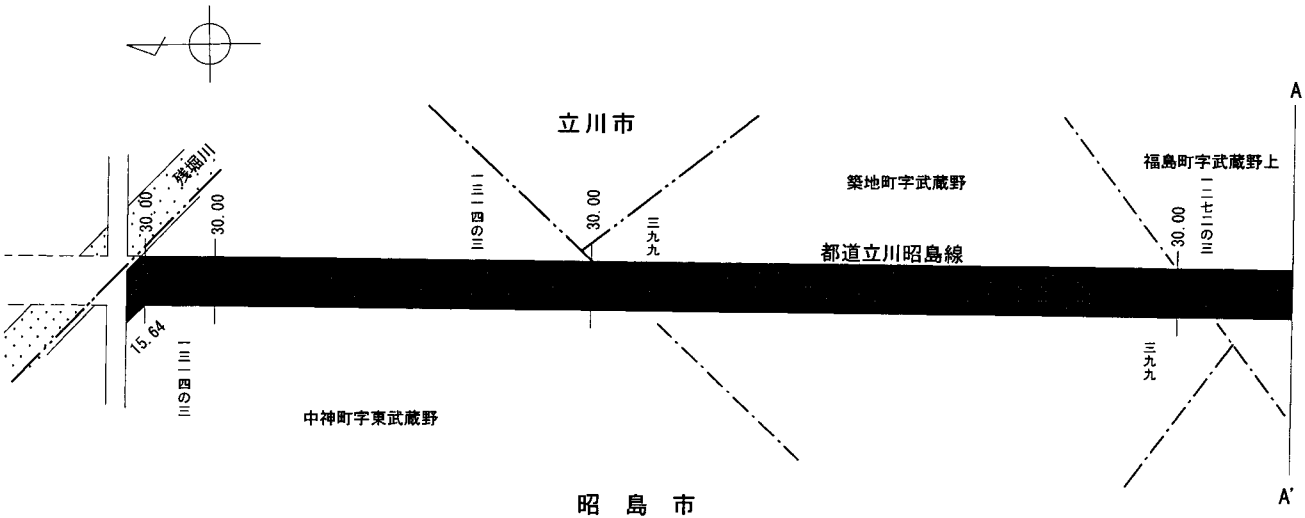 A
立川市
福島町字武蔵野上
残堀川
築地町字武蔵野
一二七二の三
30.00
30.00
一三一四の三
30.00
三九九
30.00
都道立川昭島線
15.64
一三一四の三
三九九
中神町字東武蔵野
昭島市
A'